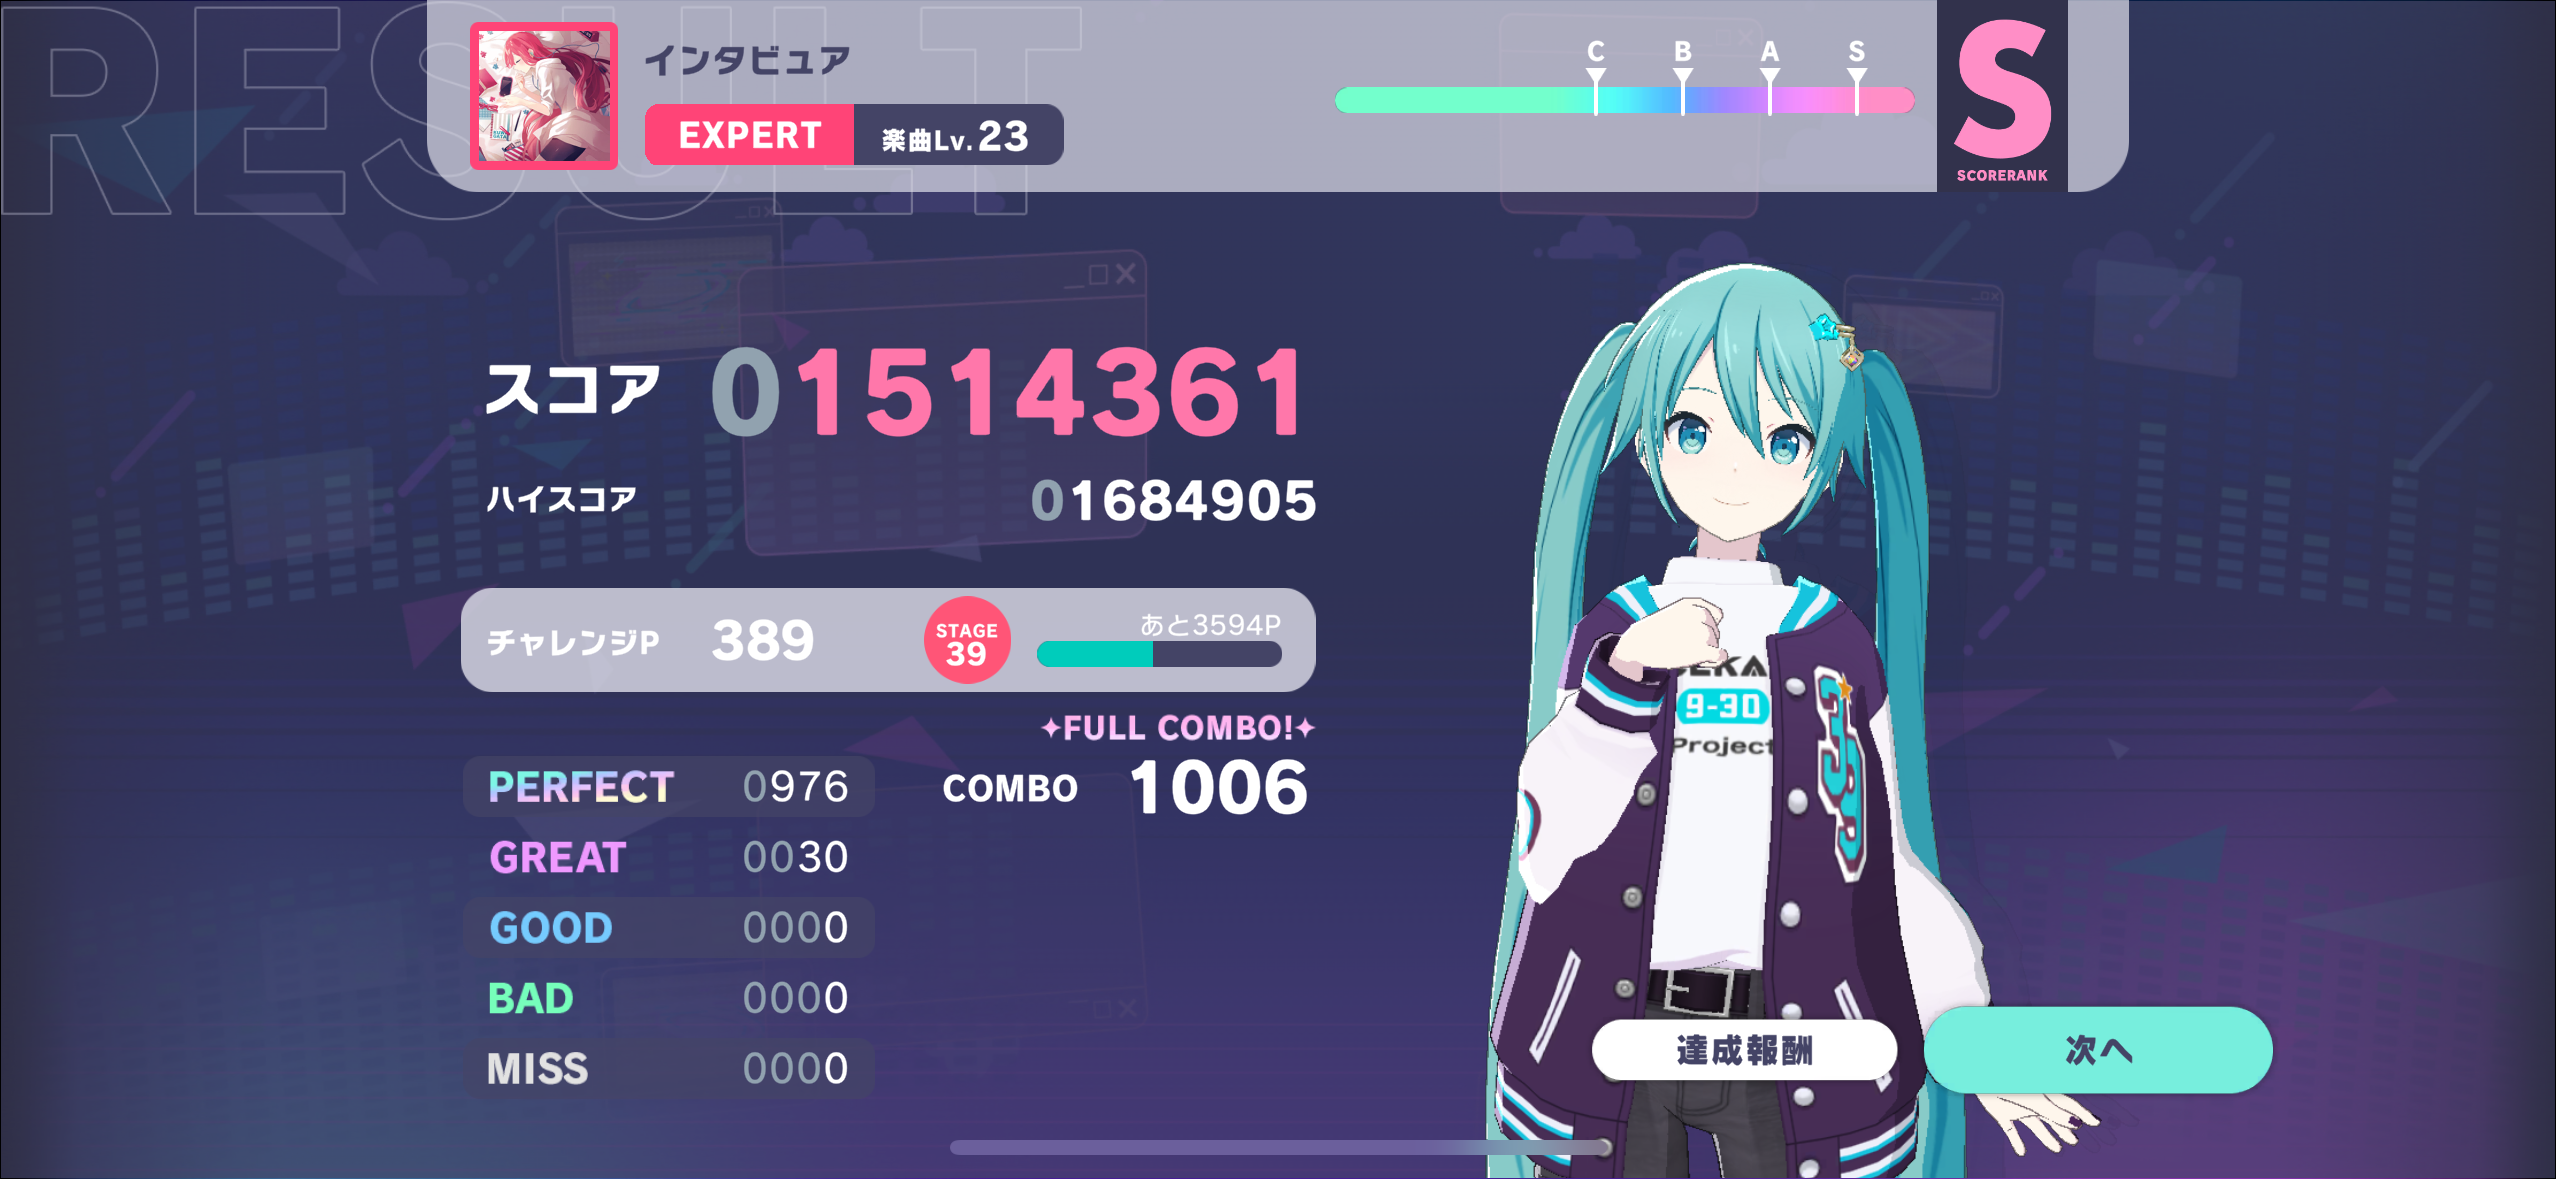 RESULT
インタビュア
EXPERT 楽曲Lv.23
C B A S
S
SCORERANK
スコア 01514361
ハイスコア 01684905
チャレンジP 389
STAGE
39
あと3594P
FULL COMBO!
COMBO 1006
PERFECT 0976
GREAT 0030
GOOD 0000
BAD 0000
MISS 0000
9-30
Project
39
達成報酬
次へ